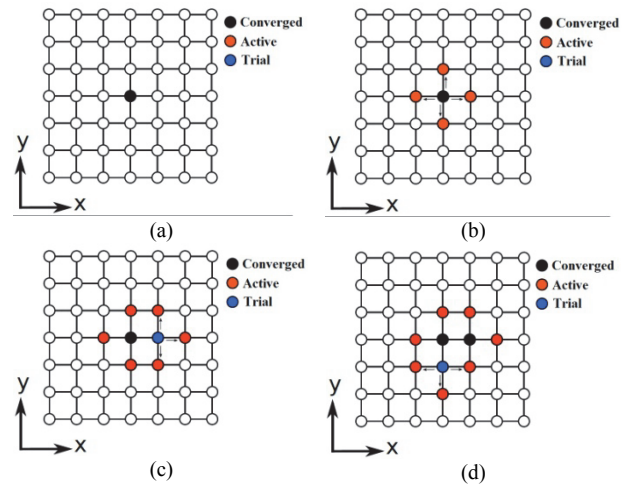 Converged
Active
Trial
y
x
(a)
Converged
Active
Trial
y
x
(b)
Converged
Active
Trial
y
x
(c)
Converged
Active
Trial
y
x
(d)